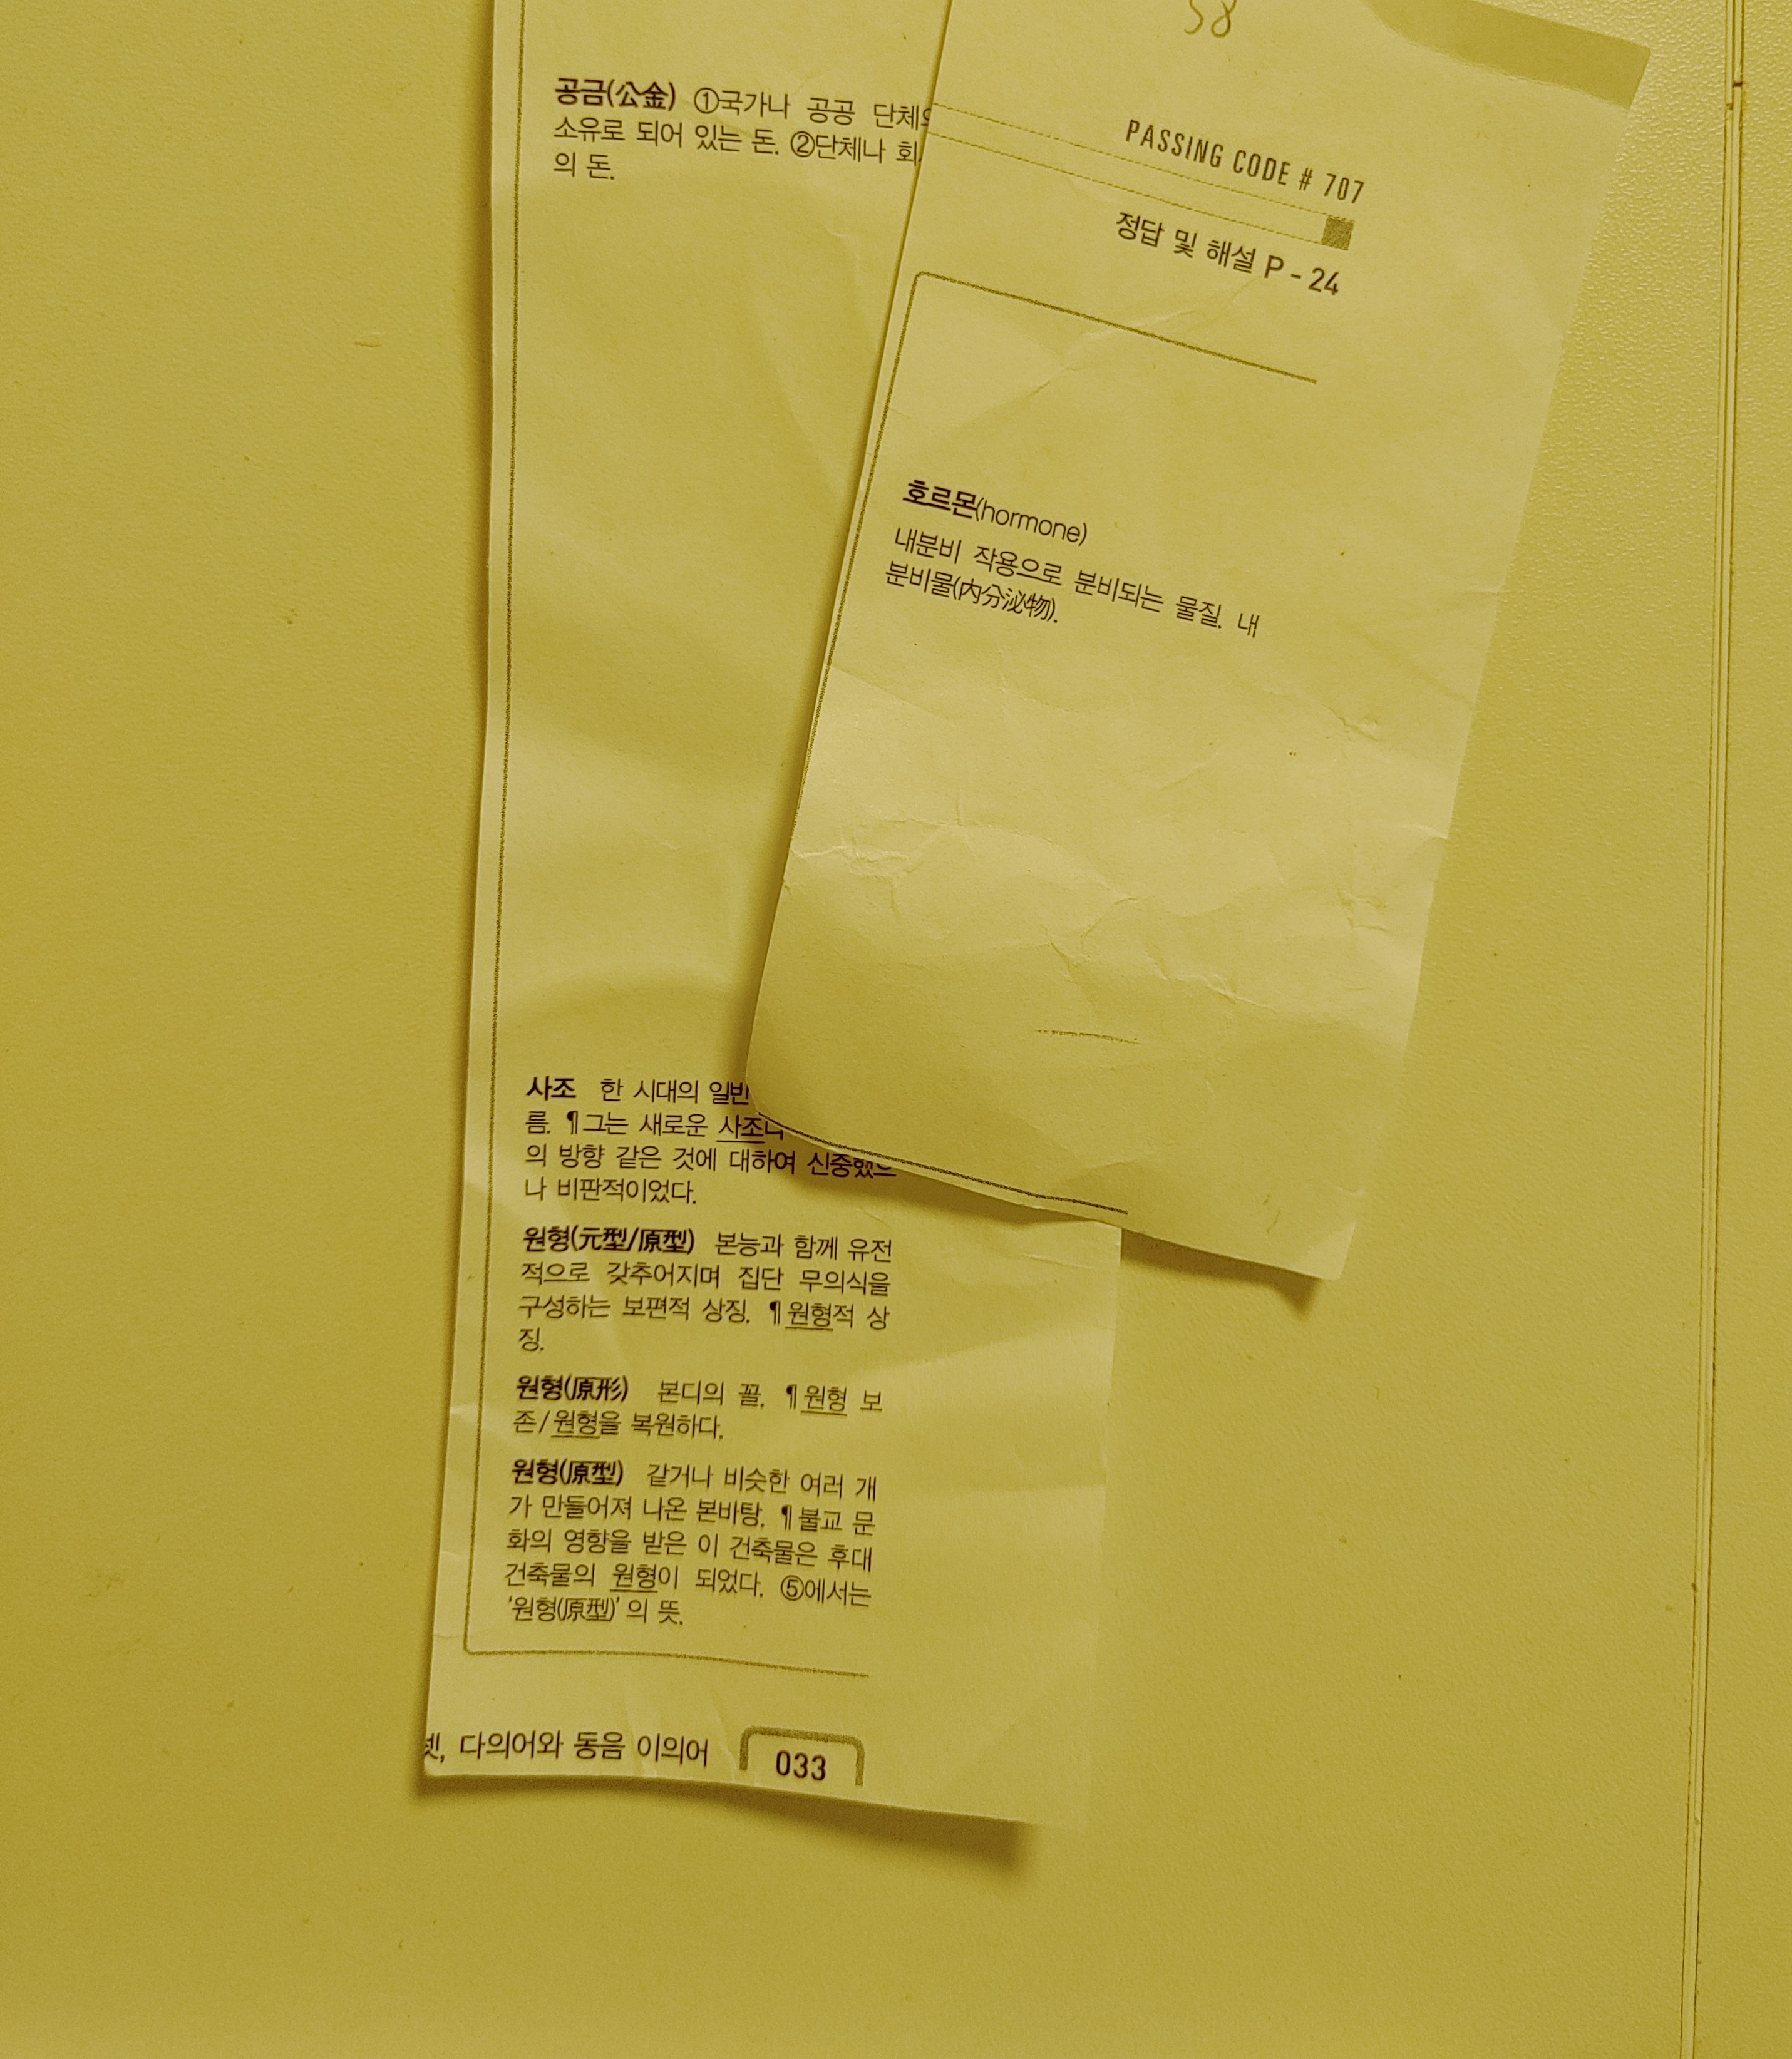 공금(公金) ①국가나 공공 단체의
소유로 되어 있는 돈. ②단체나
의 돈.
사조 한 시대의 일반
름. ¶그는 새로운 사조나
의 방향 같은 것에 대하여 신중했으
나 비판적이었다.
원형(元型/原型) 본능과 함께 유전
적으로 갖추어지며 집단 무의식을
구성하는 보편적 상징. ¶원형적 상
징.
원형(原形) 본디의 꼴. ¶원형 보
존/원형을 복원하다.
원형(原型) 같거나 비슷한 여러 개
가 만들어져 나온 본바탕. ¶불교 문
화의 영향을 받은 이 건축물은 후대
건축물의 원형이 되었다. ⑤에서는
'원형(原型)'의 뜻.
다의어와 동음 이의어 033
58
PASSING CODE # 707
정답 및 해설 P - 24
호르몬(hormone)
내분비 작용으로 분비되는 물질. 내
분비물(內分泌物).